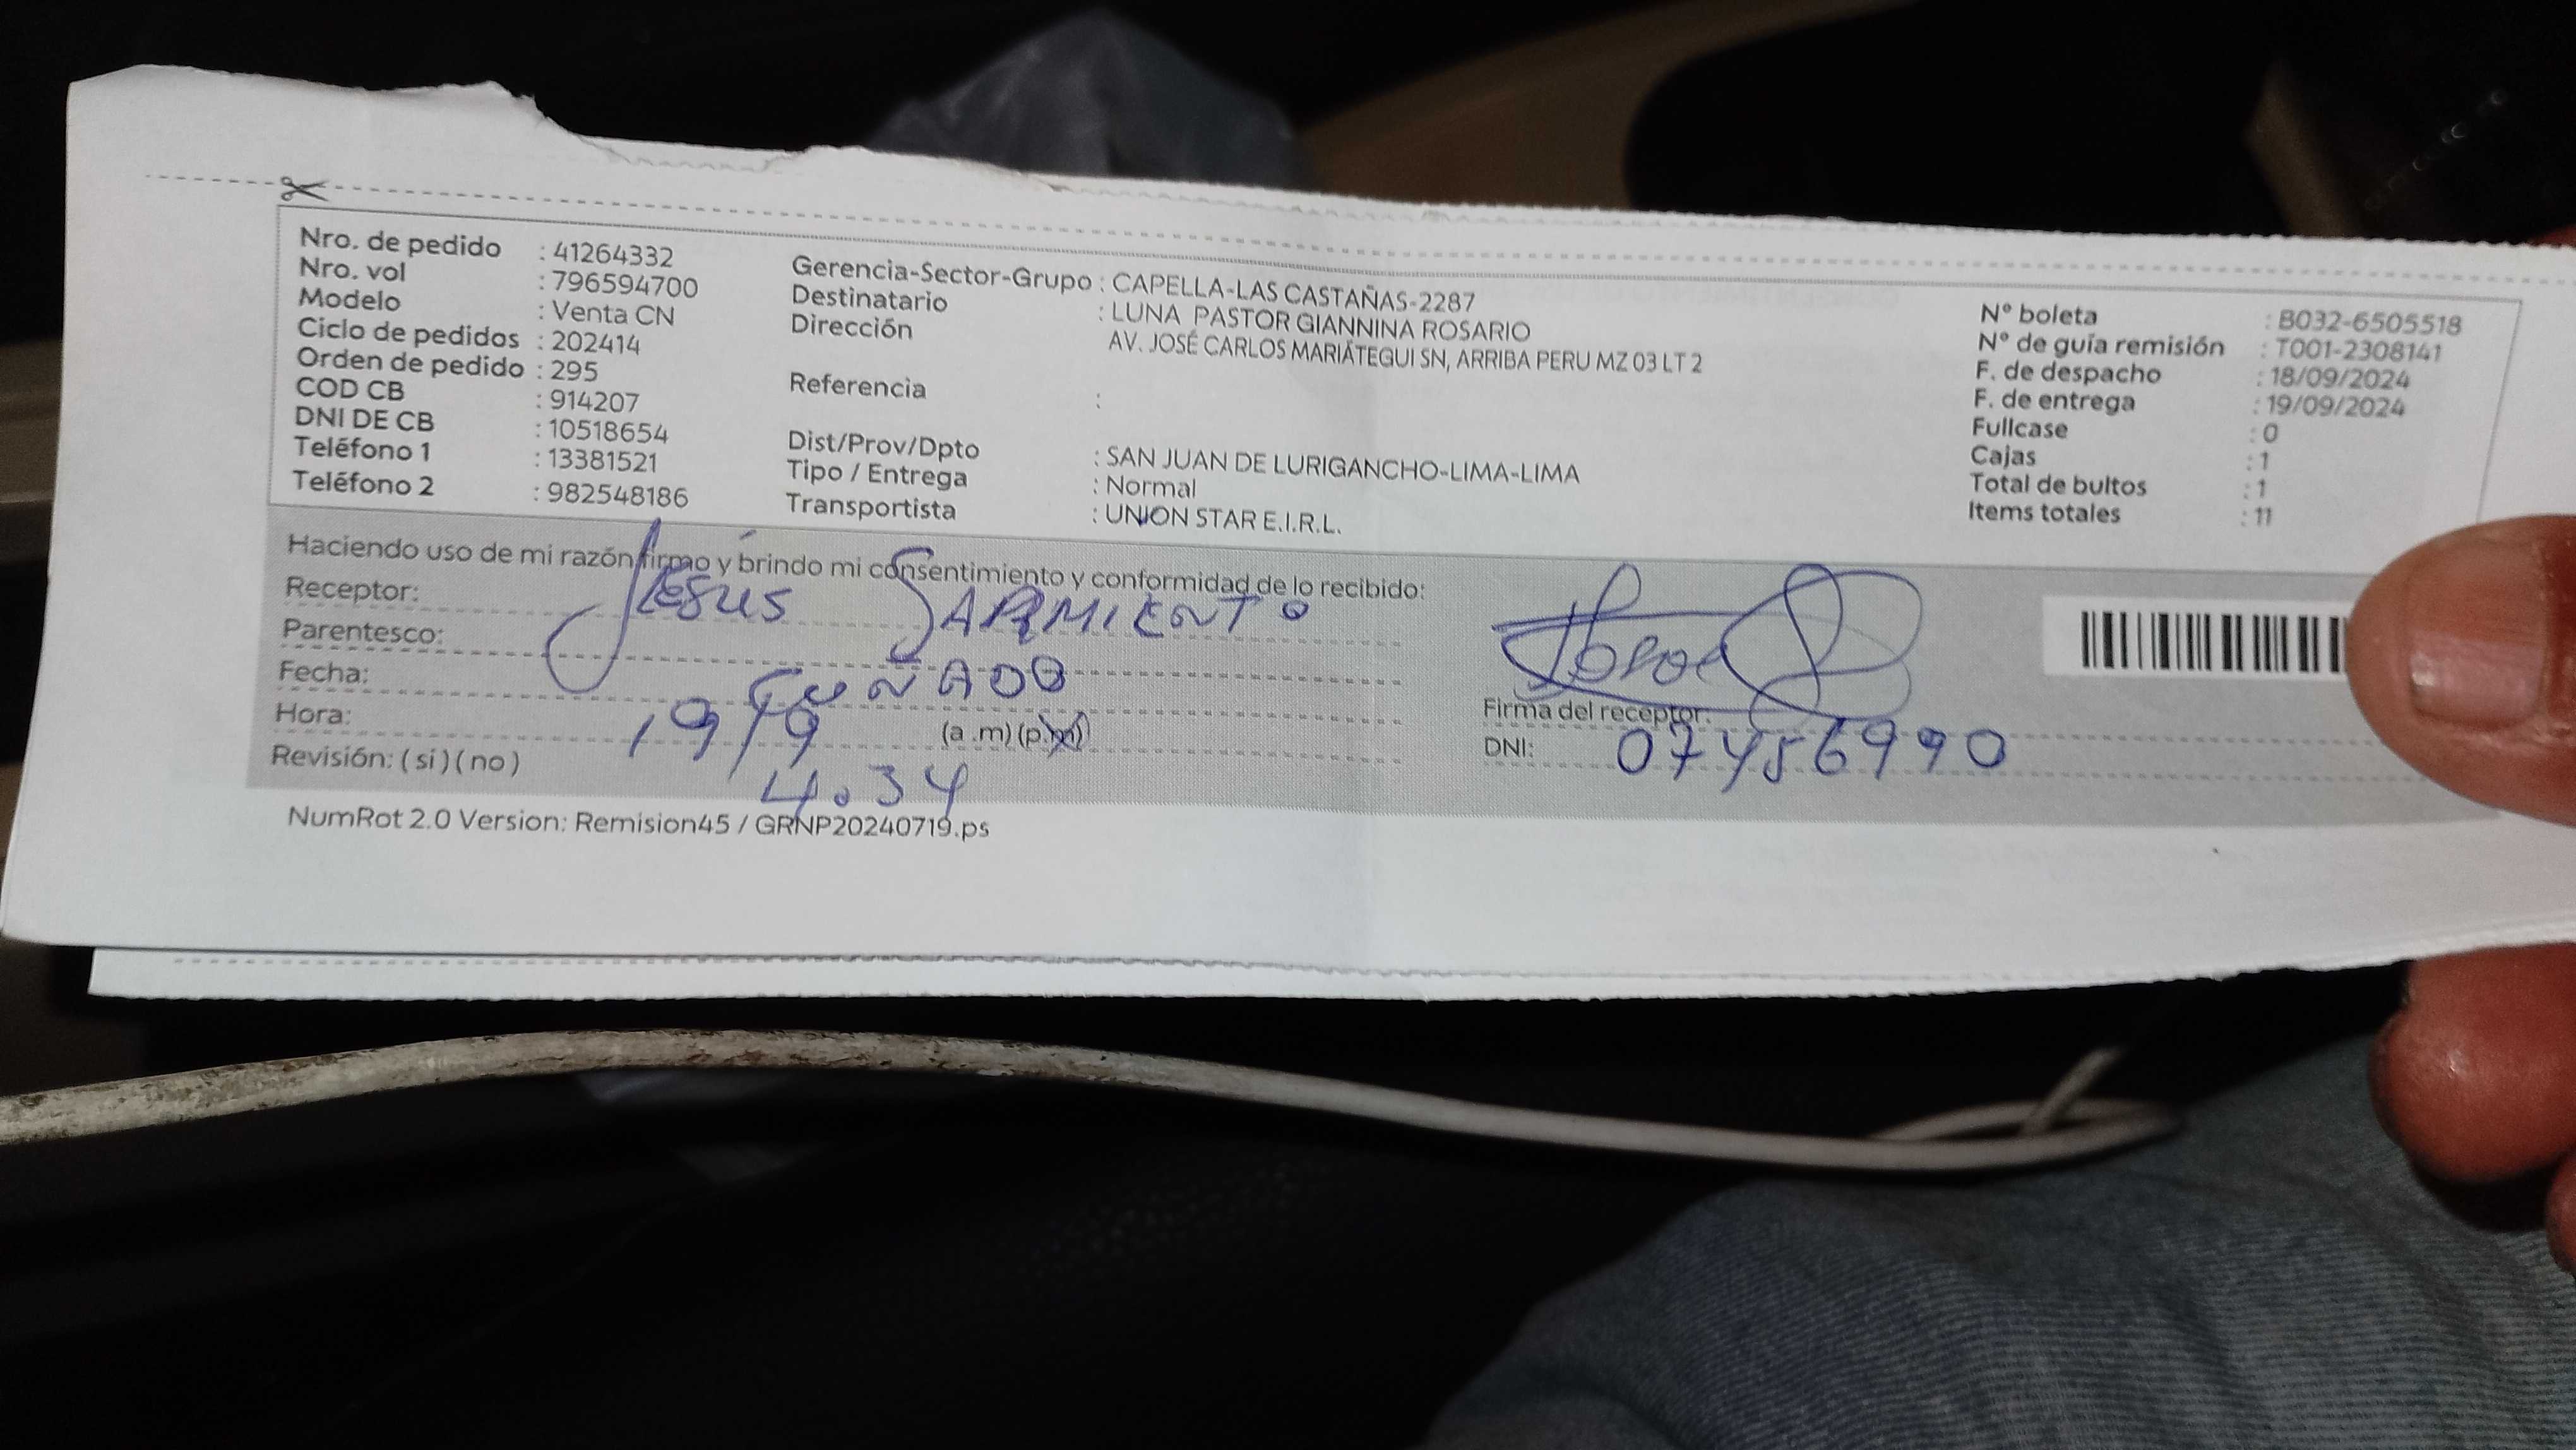 Nro. de pedido : 41264332
Nro. vol : 796594700
Modelo : Venta CN
Ciclo de pedidos : 202414
Orden de pedido : 295
COD CB : 914207
DNI DE CB : 10518654
Teléfono 1 : 13381521
Teléfono 2 : 982548186
Gerencia-Sector-Grupo : CAPELLA-LAS CASTAÑAS-2287
Destinatario : LUNA PASTOR GIANNINA ROSARIO
Dirección AV. JOSÉ CARLOS MARIÁTEGUI SN, ARRIBA PERU MZ 03 LT 2
Referencia :
Dist/Prov/Dpto : SAN JUAN DE LURIGANCHO-LIMA-LIMA
Tipo / Entrega : Normal
Transportista : UNION STAR E.I.R.L.
N° boleta : B032-6505518
N° de guía remisión : T001-2308141
F. de despacho : 18/09/2024
F. de entrega : 19/09/2024
Fullcase : 0
Cajas : 1
Total de bultos : 1
Items totales : 11
Haciendo uso de mi razón firmo y brindo mi consentimiento y conformidad de lo recibido:
Receptor: JESÚS SARMIENTO
Parentesco: CUÑADO
Fecha: 19/9
Hora: 4.34 (a .m) (p.m)
Revisión: ( si ) ( no )
Firma del receptor:
DNI: 07456990
NumRot 2.0 Version: Remision45 / GRNP20240719.ps